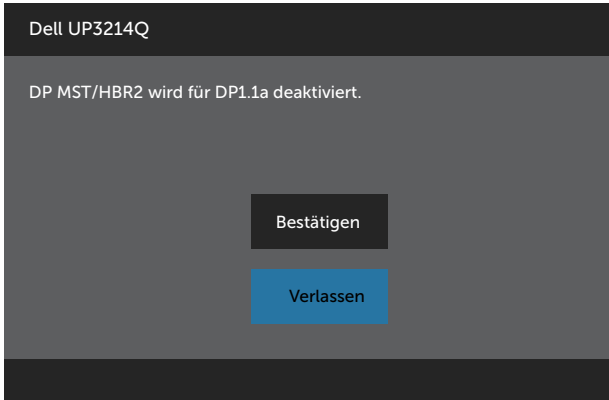 Dell UP3214Q
DP MST/HBR2 wird für DP1.1a deaktiviert.
Bestätigen
Verlassen